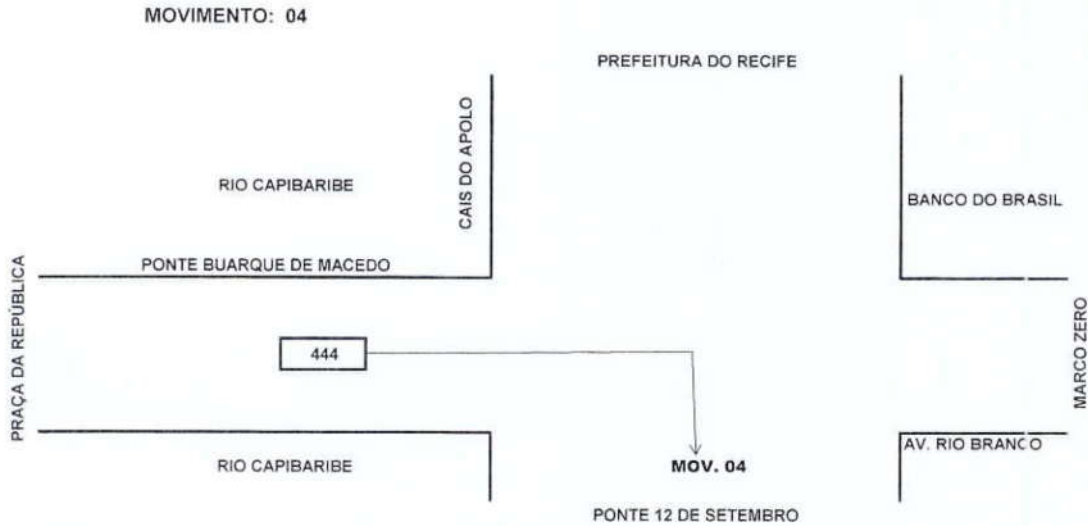 MOVIMENTO: 04
PREFEITURA DO RECIFE
CAIS DO APOLO
RIO CAPIBARIBE
BANCO DO BRASIL
PONTE BUARQUE DE MACEDO
PRAÇA DA REPÚBLICA
444
MARCO ZERO
AV. RIO BRANCO
RIO CAPIBARIBE
MOV. 04
PONTE 12 DE SETEMBRO